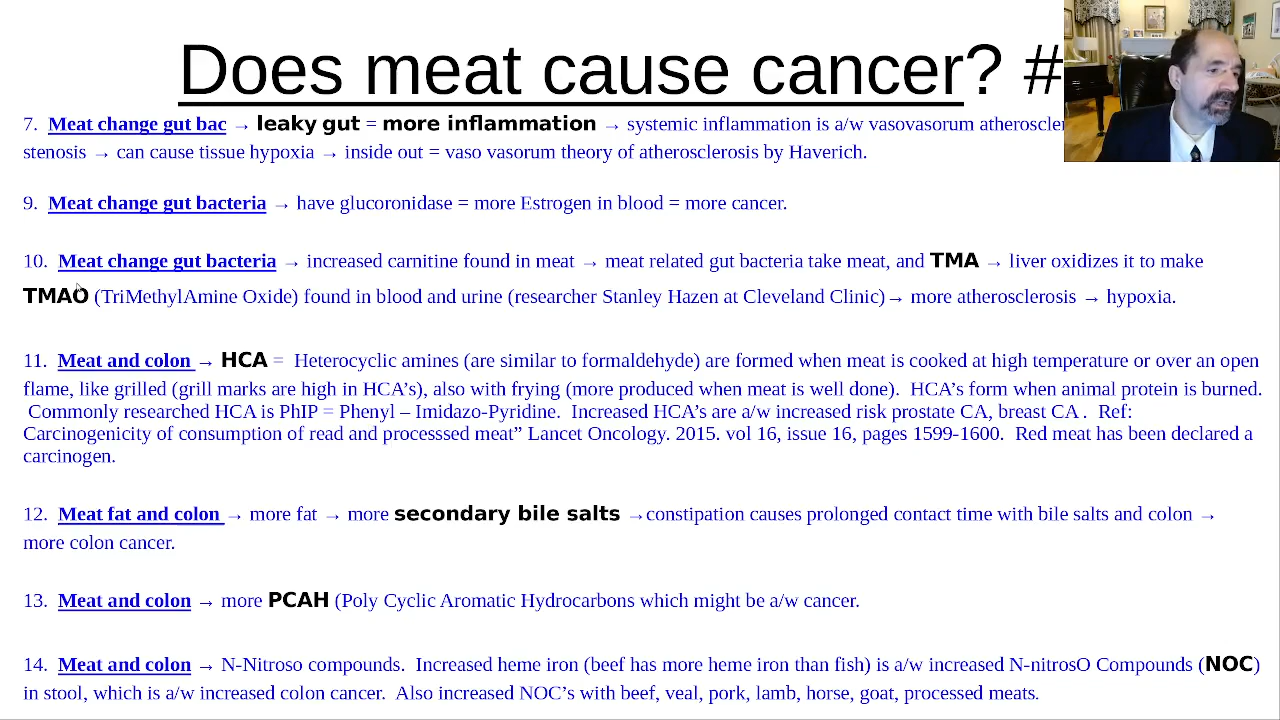 Does meat cause cancer? #
7. Meat change gut bac → leaky gut = more inflammation → systemic inflammation is a/w vasovasorum
stenosis → can cause tissue hypoxia → inside out = vaso vasorum theory of atherosclerosis by Haverich.
9. Meat change gut bacteria → have glucoronidase = more Estrogen in blood = more cancer.
10. Meat change gut bacteria → increased carnitine found in meat → meat related gut bacteria take meat, and TMA → liver oxidizes it to make
TMAO (TriMethylAmine Oxide) found in blood and urine (researcher Stanley Hazen at Cleveland Clinic)→ more atherosclerosis → hypoxia.
11. Meat and colon → HCA = Heterocyclic amines (are similar to formaldehyde) are formed when meat is cooked at high temperature or over an open
flame, like grilled (grill marks are high in HCA's), also with frying (more produced when meat is well done). HCA's form when animal protein is burned.
Commonly researched HCA is PhIP = Phenyl – Imidazo-Pyridine. Increased HCA's are a/w increased risk prostate CA, breast CA . Ref:
Carcinogenicity of consumption of read and processsed meat” Lancet Oncology. 2015. vol 16, issue 16, pages 1599-1600. Red meat has been declared a
carcinogen.
12. Meat fat and colon → more fat → more secondary bile salts →constipation causes prolonged contact time with bile salts and colon →
more colon cancer.
13. Meat and colon → more PCAH (Poly Cyclic Aromatic Hydrocarbons which might be a/w cancer.
14. Meat and colon → N-Nitroso compounds. Increased heme iron (beef has more heme iron than fish) is a/w increased N-nitrosO Compounds (NOC)
in stool, which is a/w increased colon cancer. Also increased NOC's with beef, veal, pork, lamb, horse, goat, processed meats.